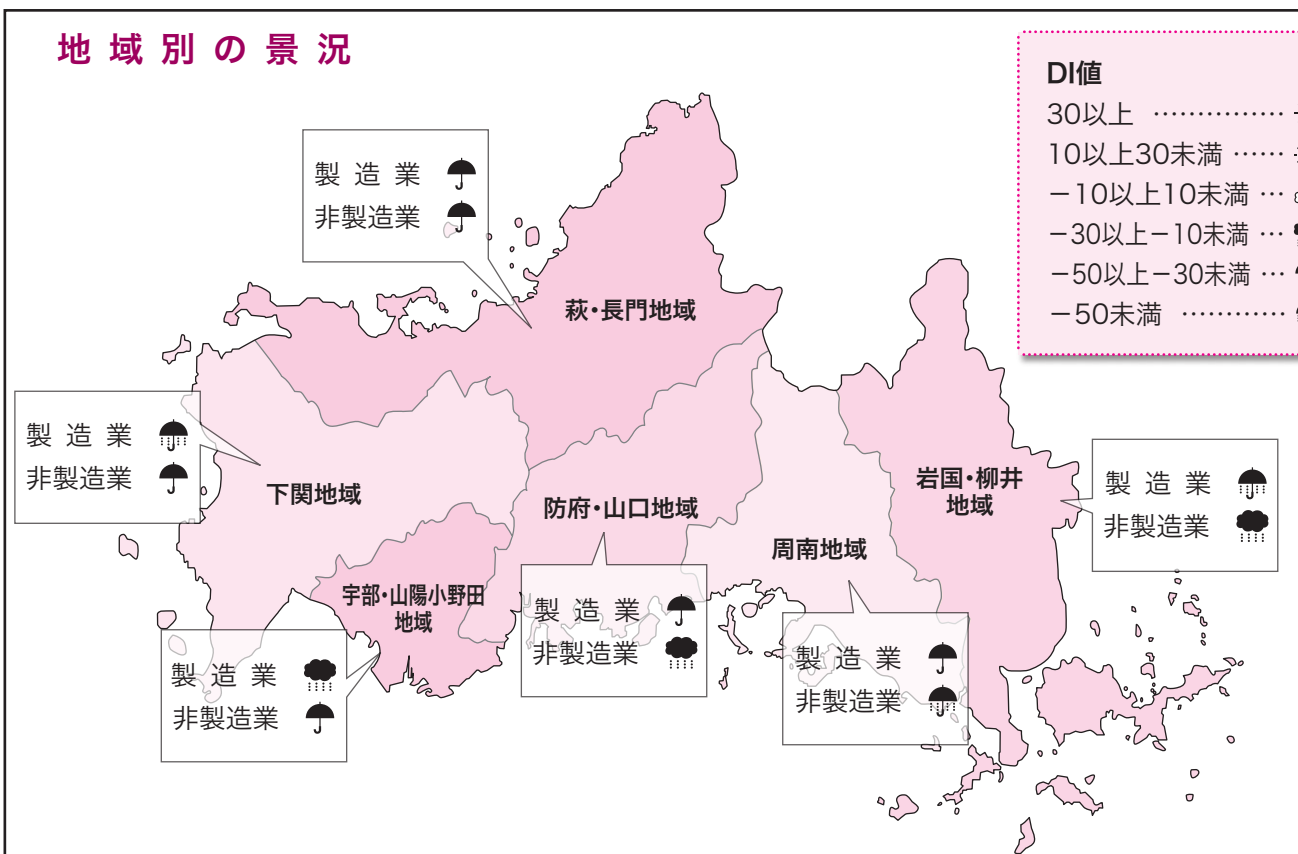 地域別の景況
DI値
30以上 ……………
10以上30未満 ……
−10以上10未満 …
−30以上−10未満 …
−50以上−30未満 …
−50未満 …………
製造業
非製造業
萩・長門地域
製造業
非製造業
下関地域
防府・山口地域
岩国・柳井
地域
製造業
非製造業
周南地域
宇部・山陽小野田
地域
製造業
非製造業
製造業
非製造業
製造業
非製造業